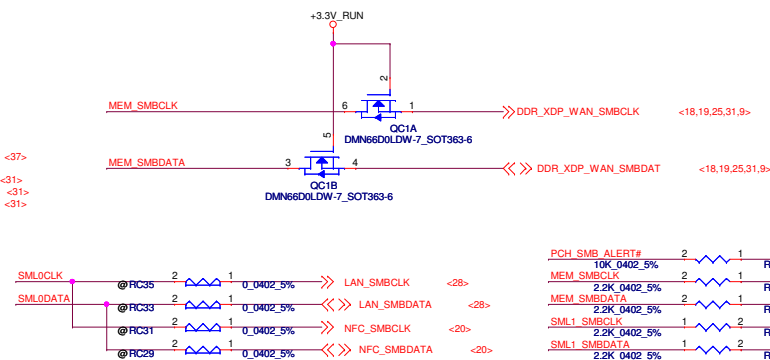 +3.3V_RUN
2
MEM_SMBCLK 6 1 DDR_XDP_WAN_SMBCLK <18,19,25,31,9>
QC1A
DMN66D0LDW-7_SOT363-6
5
<37>
MEM_SMBDATA 3 4 DDR_XDP_WAN_SMBDAT <18,19,25,31,9>
<31>
QC1B
<31>
DMN66D0LDW-7_SOT363-6
<31>
PCH_SMB_ALERT# 2 1
10K_0402_5% R
SML0CLK 2 1 LAN_SMBCLK <28>
@RC35 0_0402_5%
MEM_SMBCLK 2 1
2.2K_0402_5% R
SML0DATA 2 1 LAN_SMBDATA <28>
@RC33 0_0402_5%
MEM_SMBDATA 2 1
2.2K_0402_5% R
2 1 NFC_SMBCLK <20>
@RC31 0_0402_5%
SML1_SMBCLK 1 2
2.2K_0402_5% R
2 1 NFC_SMBDATA <20>
@RC29 0_0402_5%
SML1_SMBDATA 1 2
2.2K_0402_5% R